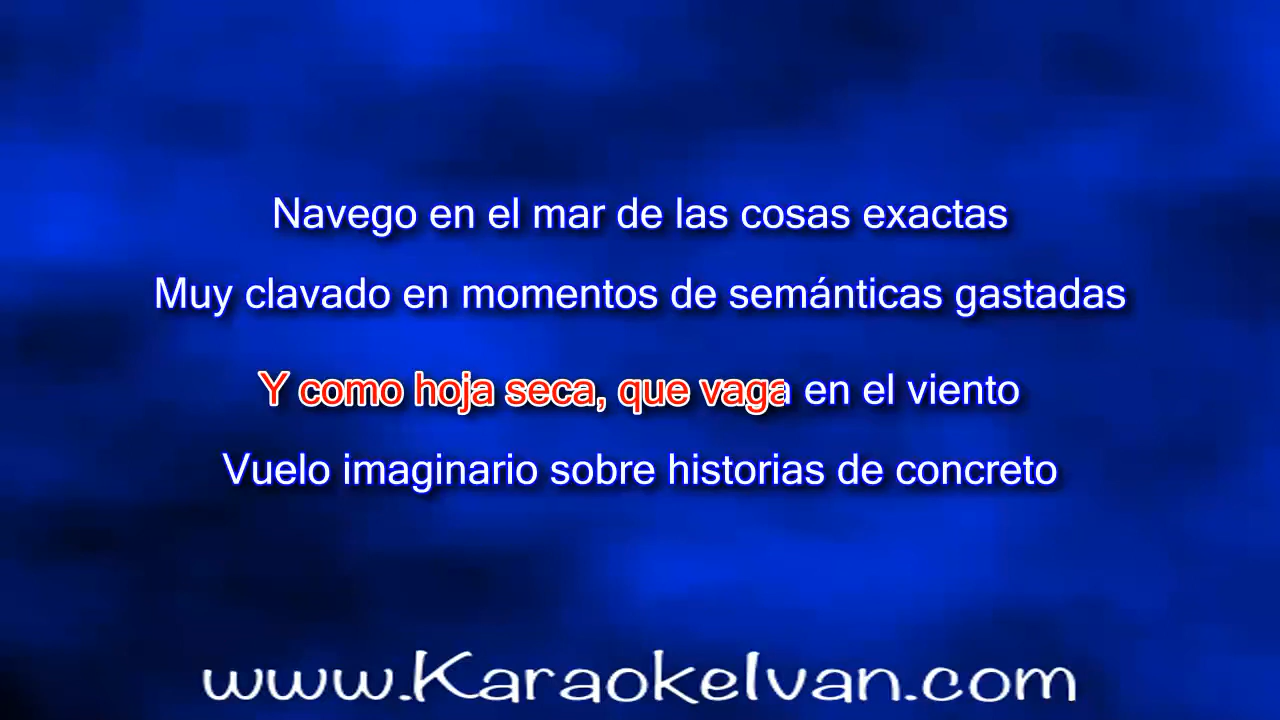 Navego en el mar de las cosas exactas
Muy clavado en momentos de semánticas gastadas
Y como hoja seca, que vaga en el viento
Vuelo imaginario sobre historias de concreto
www.KaraokeIvan.com